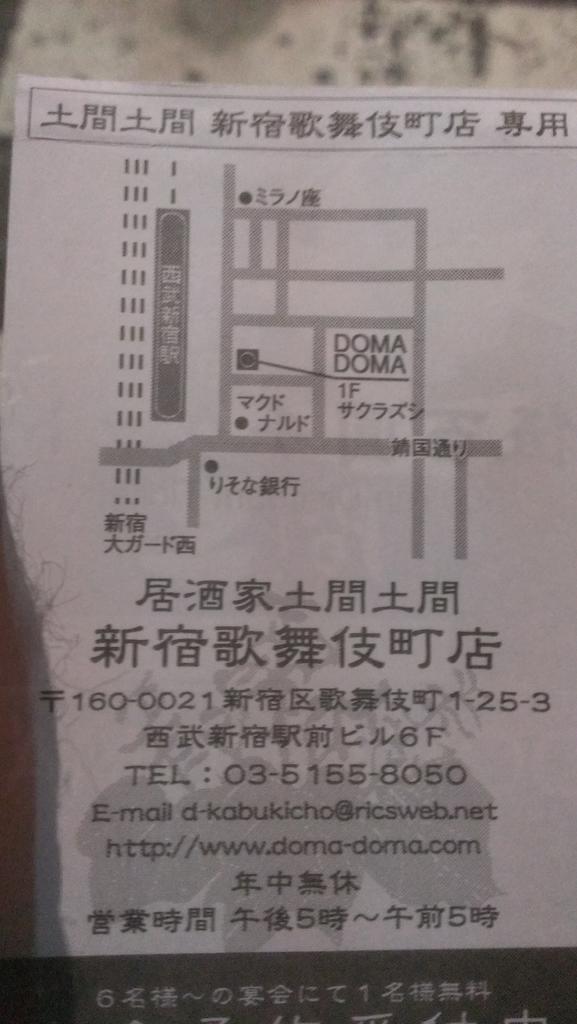 土間土間 新宿歌舞伎町店 専用
ミラノ座
西武新宿駅
DOMA
DOMA
1F
サクラズシ
マクド
ナルド
靖国通り
りそな銀行
新宿
大ガード西
居酒家土間土間
新宿歌舞伎町店
〒160-0021新宿区歌舞伎町1-25-3
西武新宿駅前ビル6F
TEL：03-5155-8050
E-mail d-kabukicho@ricsweb.net
http://www.doma-doma.com
年中無休
営業時間 午後5時〜午前5時
6名様〜の宴会にて1名様無料